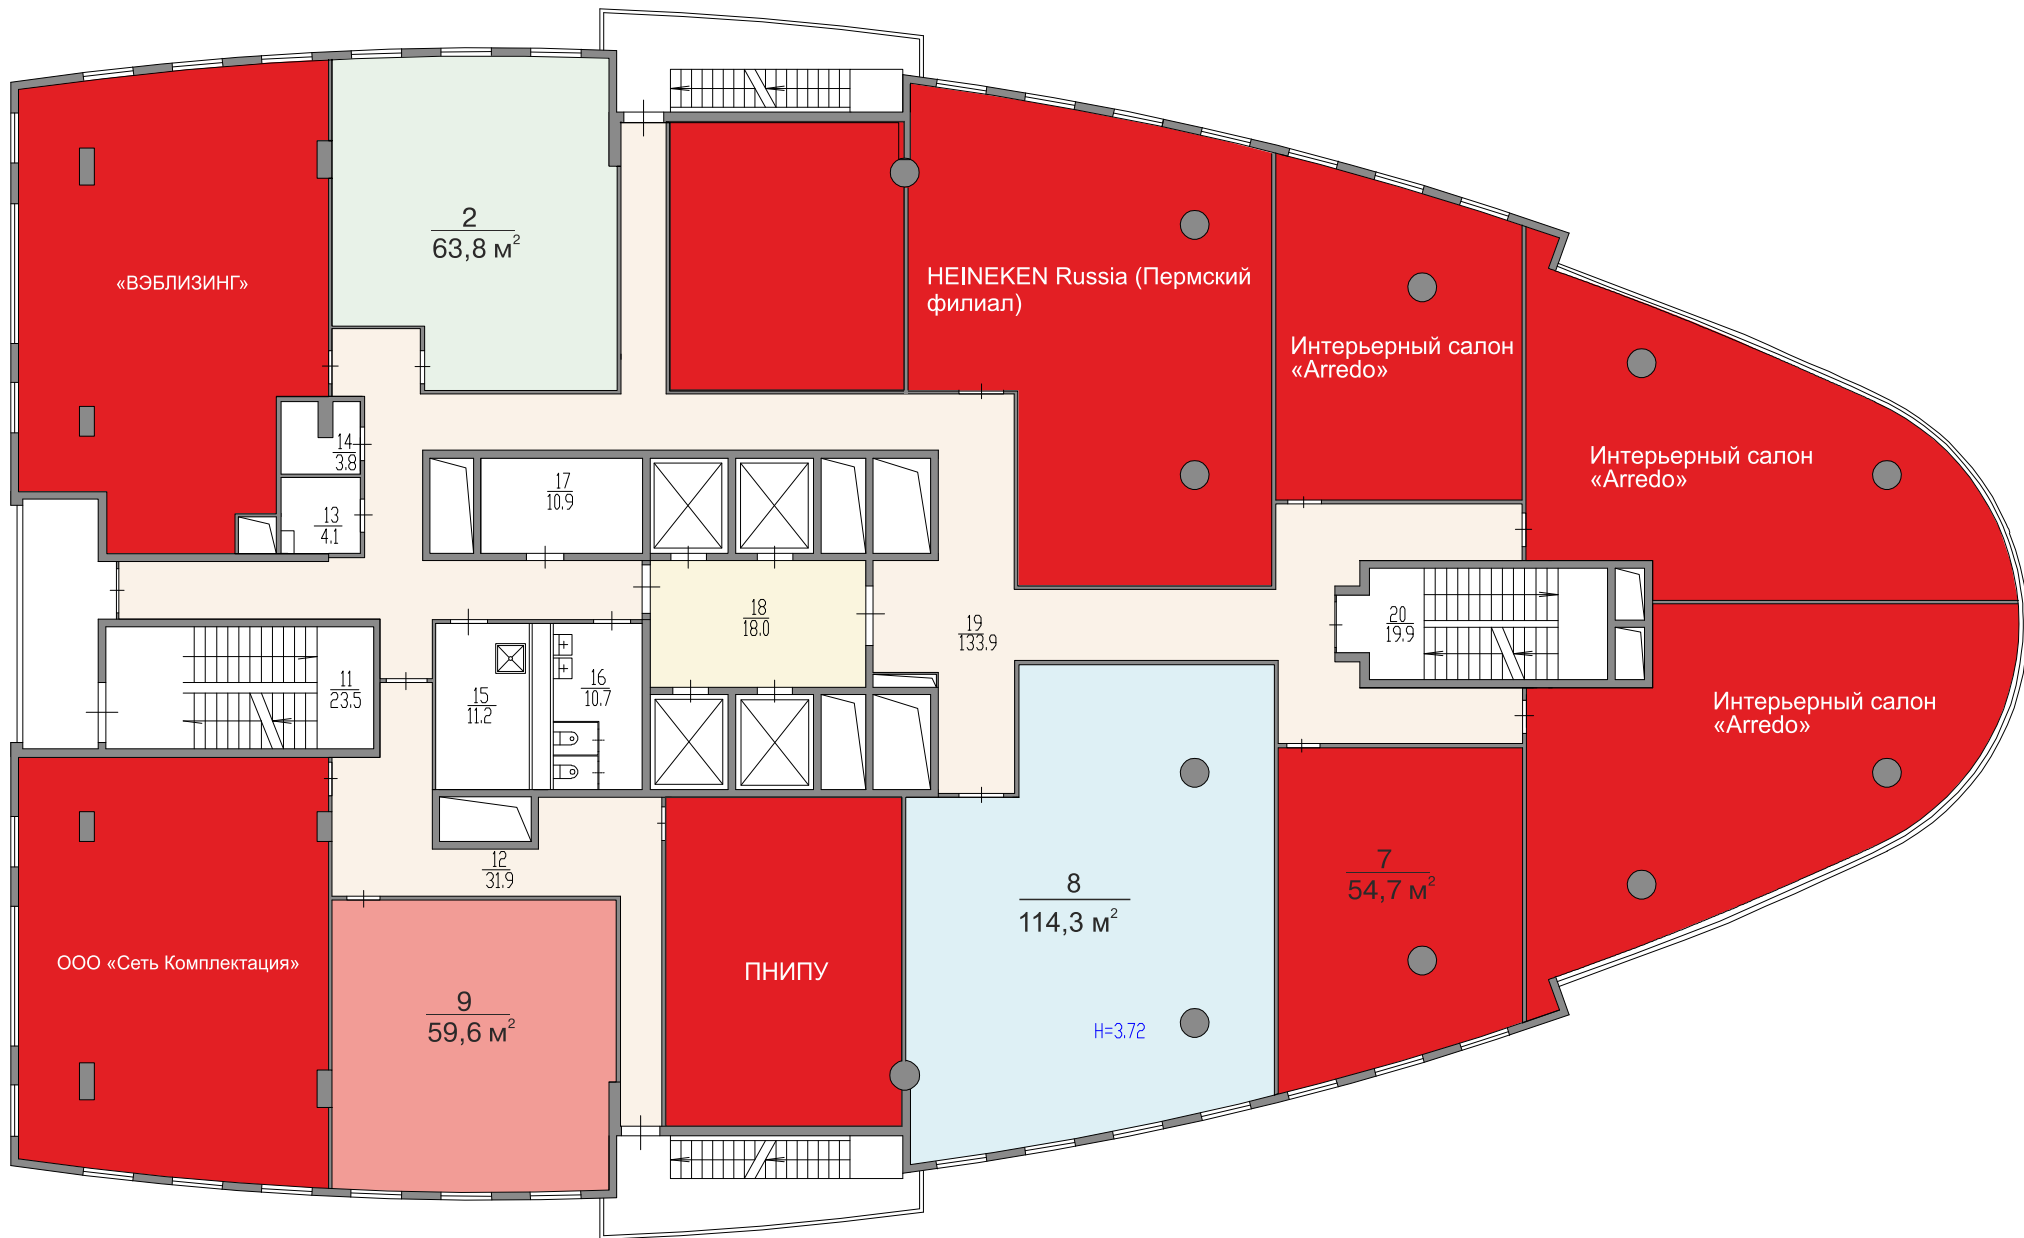 2
63,8 м²
«ВЭБЛИЗИНГ»
HEINEKEN Russia (Пермский
филиал)
Интерьерный салон
«Arredo»
Интерьерный салон
«Arredo»
14
3.8
17
10.9
13
4.1
18
18.0
19
133.9
20
19.9
11
23.5
15
11.2
16
10.7
Интерьерный салон
«Arredo»
12
31.9
8
114,3 м²
7
54,7 м²
ООО «Сеть Комплектация»
9
59,6 м²
ПНИПУ
H=3.72